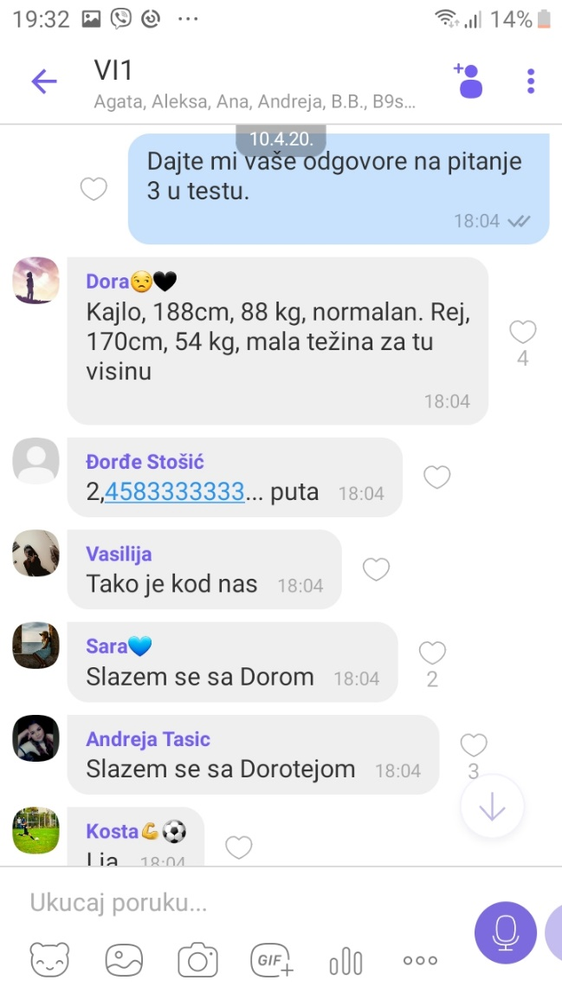 19:32 ... 14%
VI1
Agata, Aleksa, Ana, Andreja, B.B., B9s...
10.4.20.
Dajte mi vaše odgovore na pitanje
3 u testu.
18:04
Dora😒🖤
Kajlo, 188cm, 88 kg, normalan. Rej,
170cm, 54 kg, mala težina za tu
visinu
4
18:04
Đorđe Stošić
2,4583333333... puta 18:04
Vasilija
Tako je kod nas 18:04
Sara💙
Slazem se sa Dorom 18:04
2
Andreja Tasic
Slazem se sa Dorotejom 18:04
3
Kosta💪⚽
18:04
Ukucaj poruku...
GIF